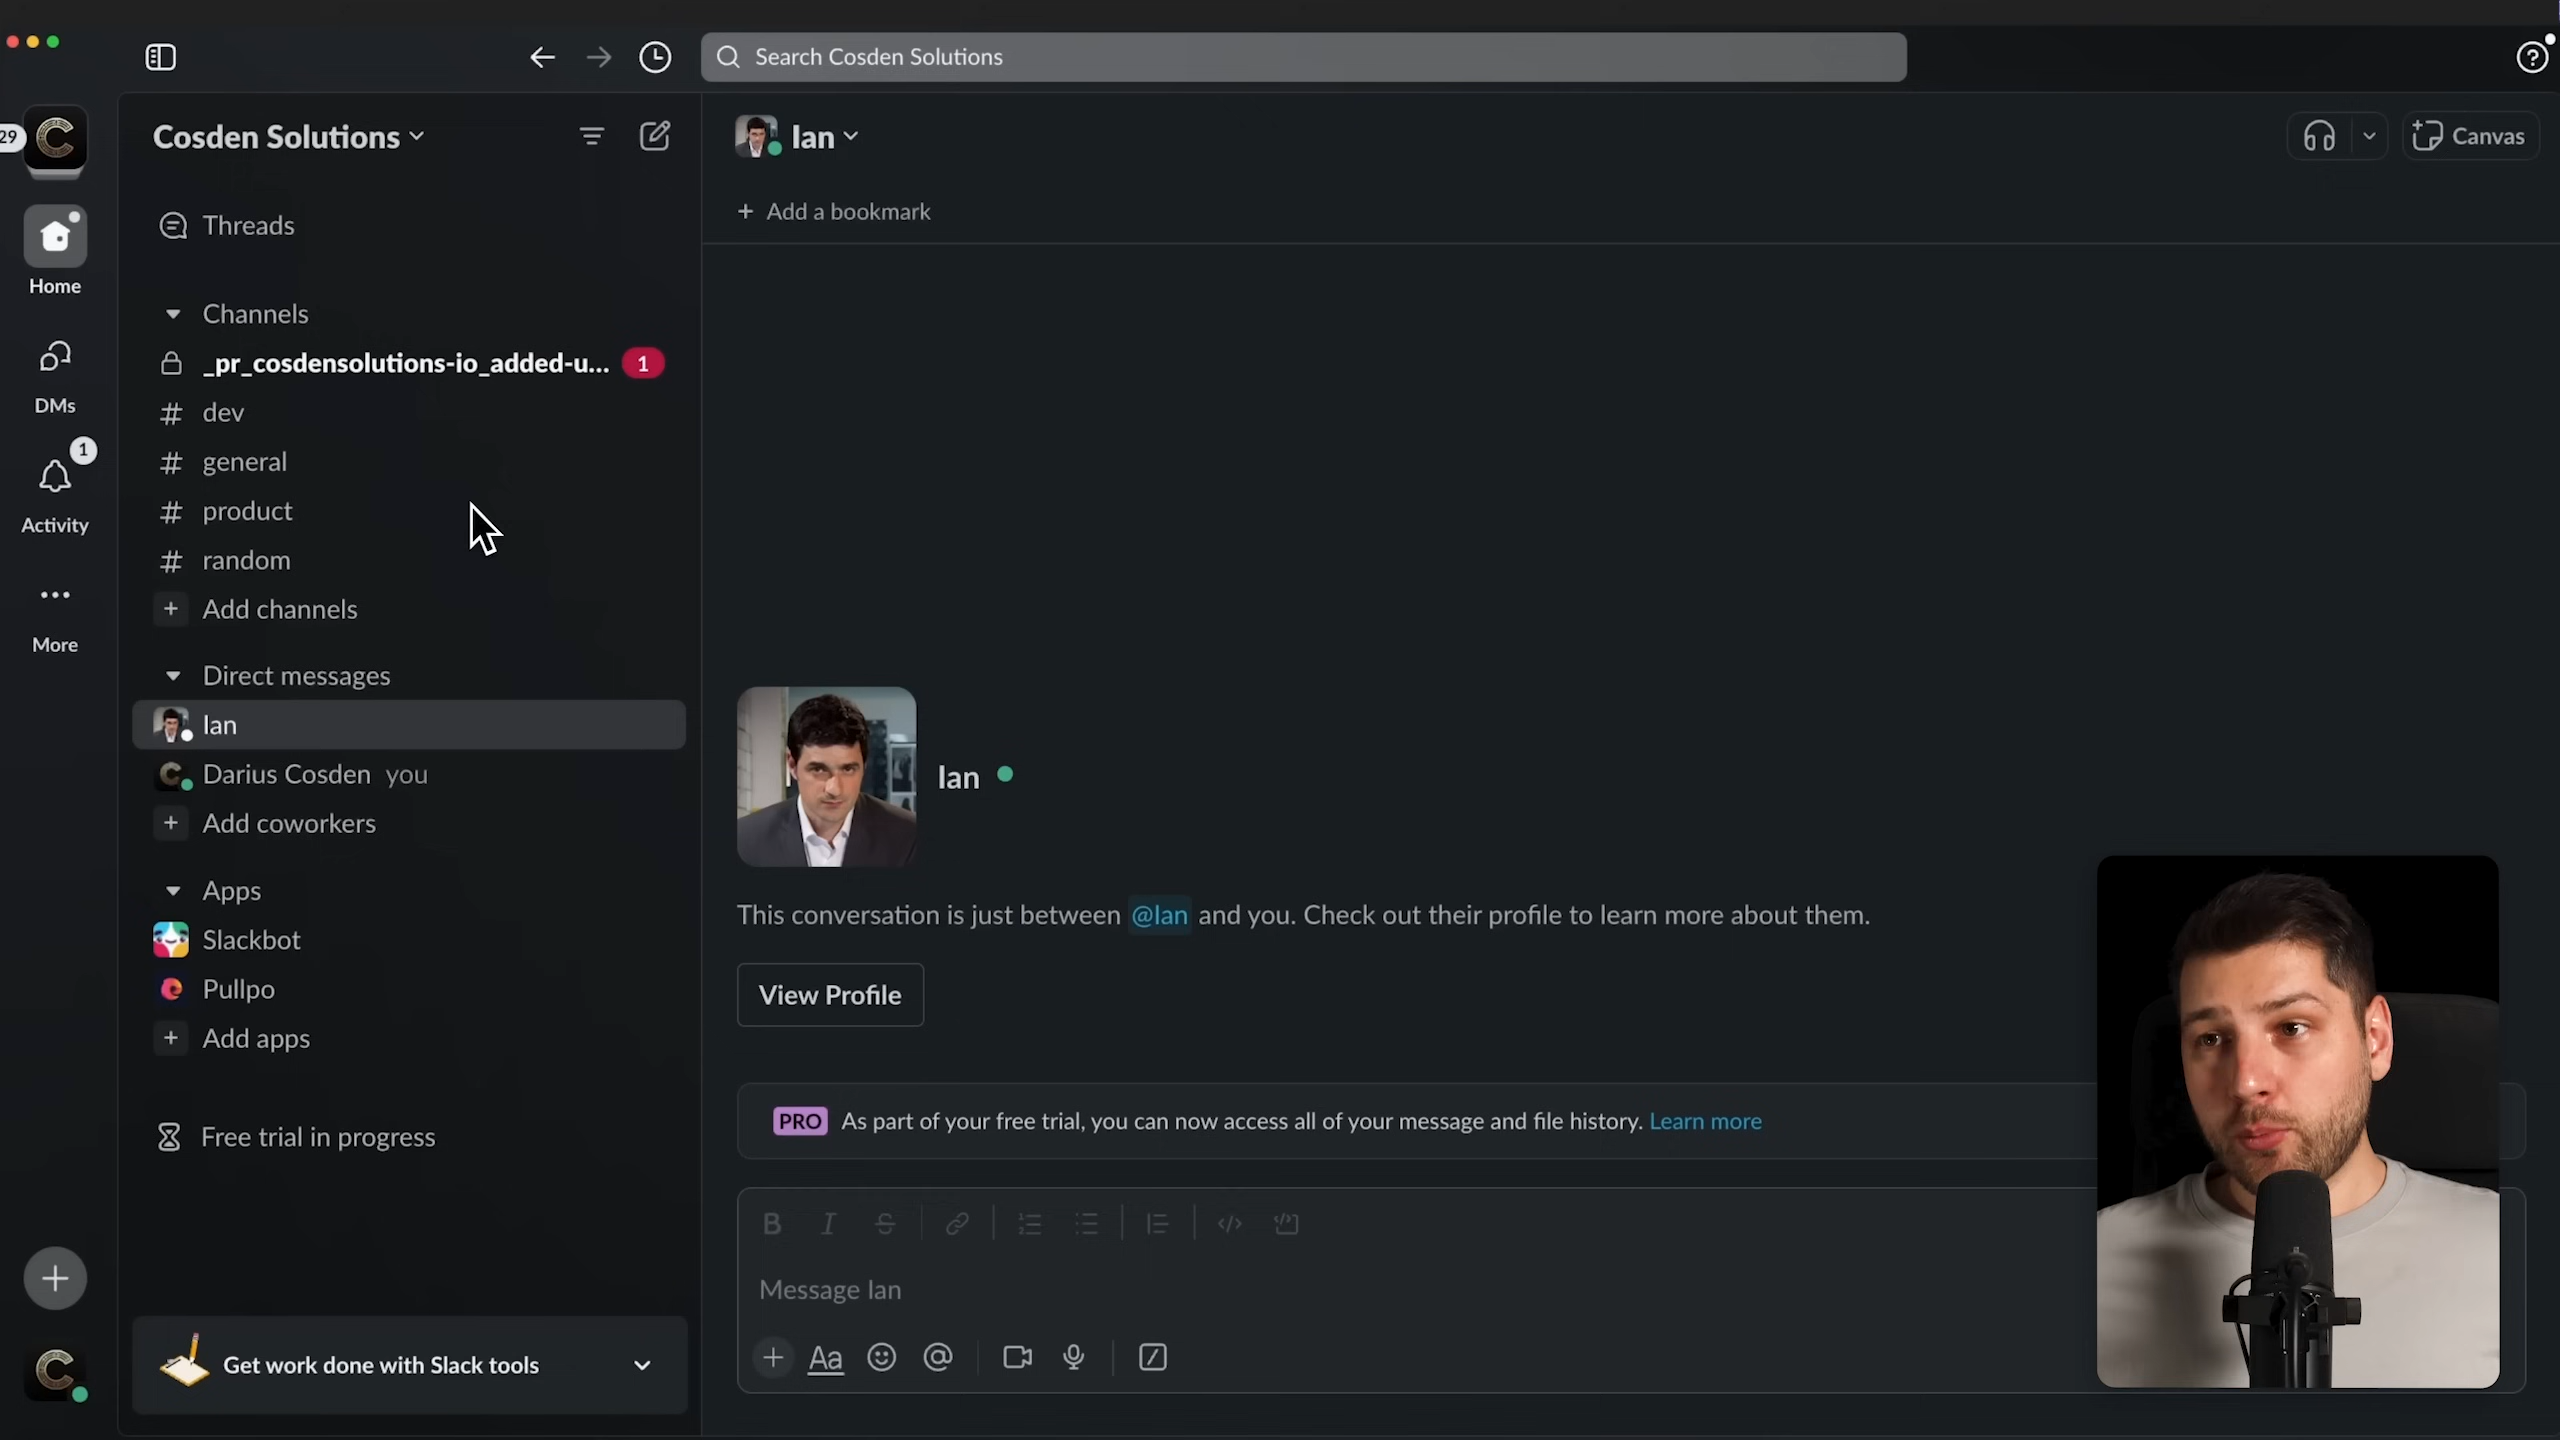 Search Cosden Solutions
29
Cosden Solutions
Home
DMs
1
Activity
More
Threads
Channels
_pr_cosdensolutions-io_added-u... 1
# dev
# general
# product
# random
+ Add channels
Direct messages
Ian
Darius Cosden you
+ Add coworkers
Apps
Slackbot
Pullpo
+ Add apps
Free trial in progress
Get work done with Slack tools
Ian
Canvas
+ Add a bookmark
Ian
This conversation is just between @Ian and you. Check out their profile to learn more about them.
View Profile
PRO As part of your free trial, you can now access all of your message and file history. Learn more
B I S
Message Ian
+ Aa @